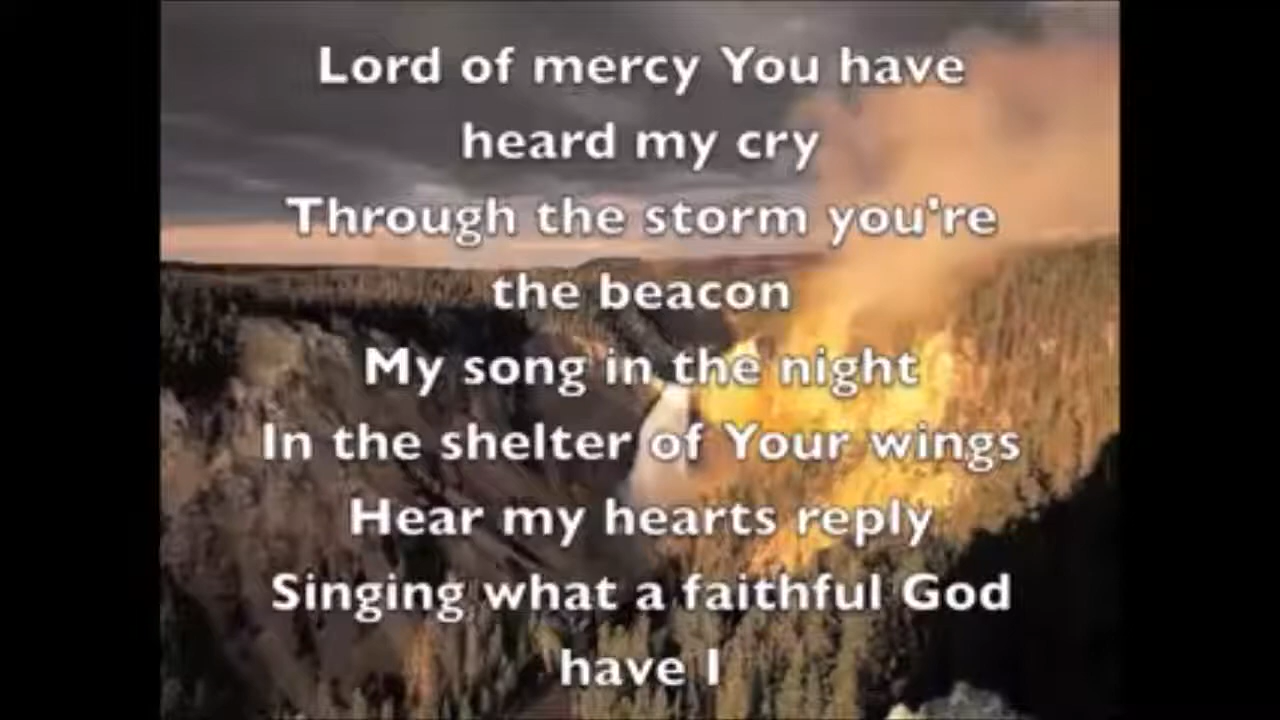 Lord of mercy You have
heard my cry
Through the storm you're
the beacon
My song in the night
In the shelter of Your wings
Hear my hearts reply
Singing what a faithful God
have I